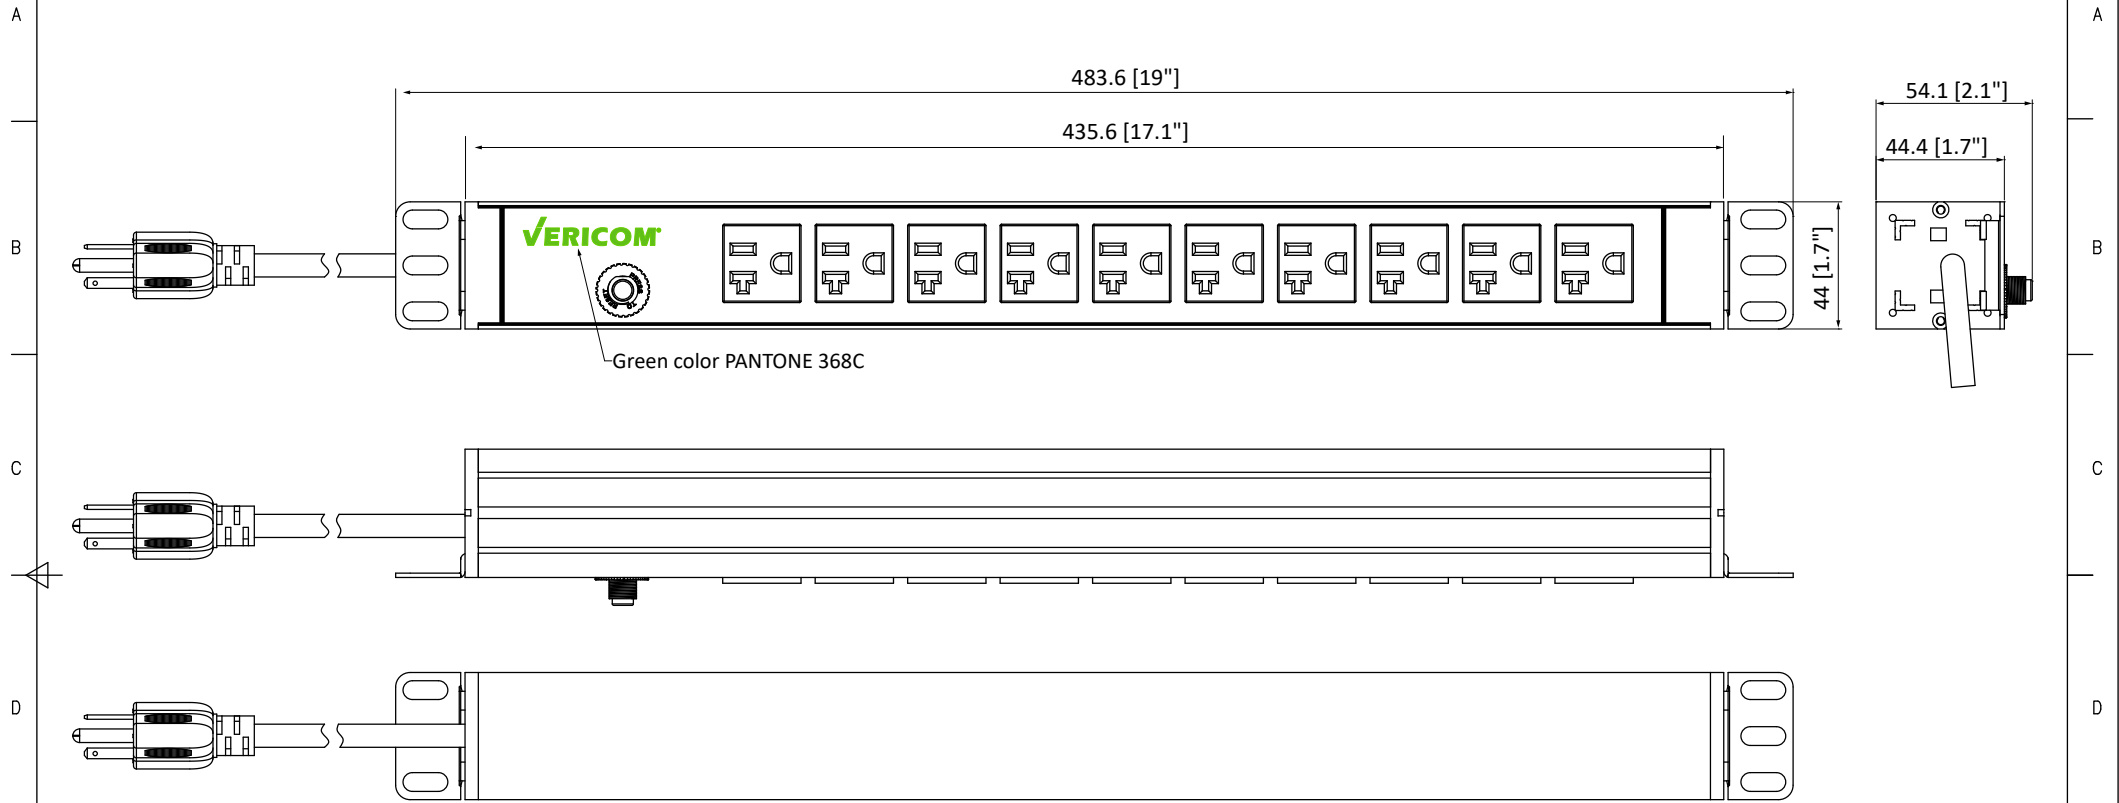 A
A
483.6 [19"]
54.1 [2.1"]
435.6 [17.1"]
44.4 [1.7"]
VERICOM
B
B
44 [1.7"]
Green color PANTONE 368C
C
C
D
D